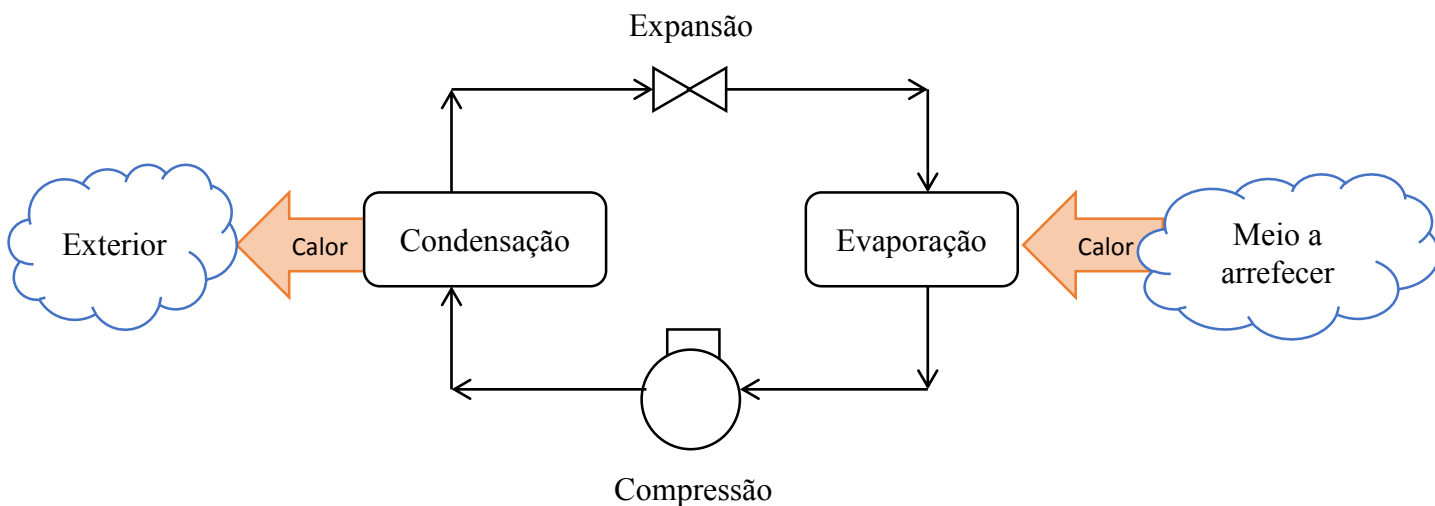 Expansão
Exterior
Calor
Condensação
Evaporação
Calor
Meio a
arrefecer
Compressão